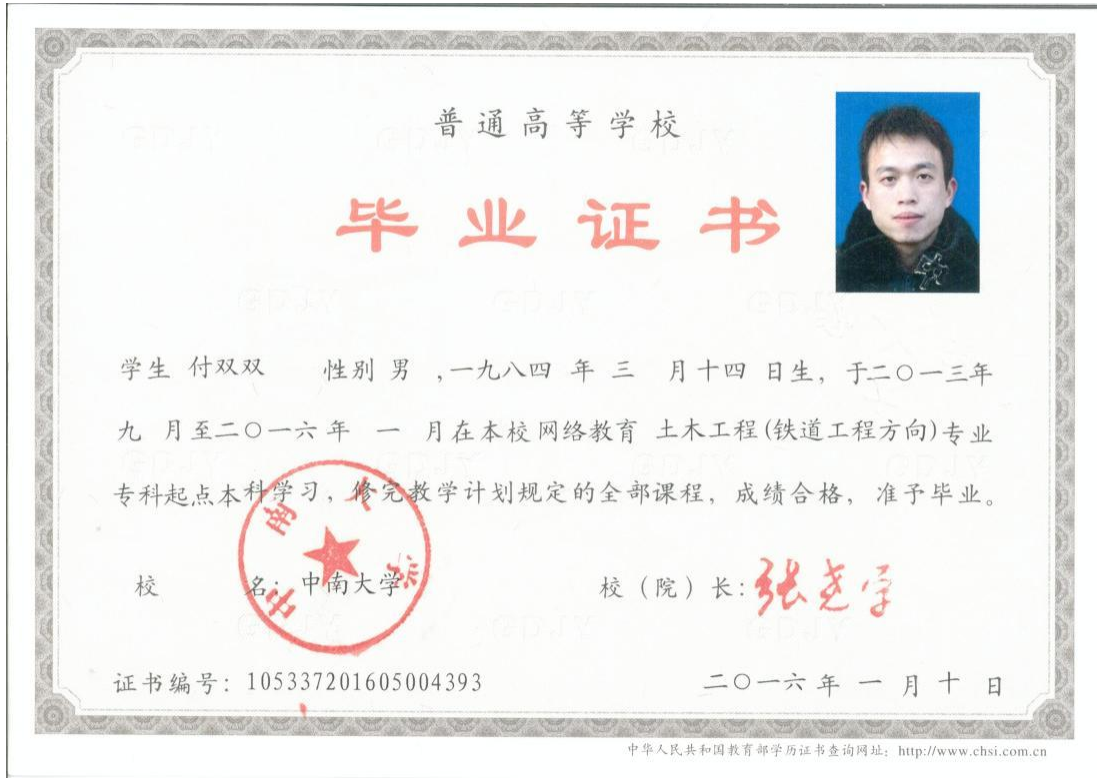 普通高等学校
毕业证书
学生 付双双 性别 男 ,一九八四 年 三 月十四 日生, 于二〇一三年
九 月至二〇一六年 一 月在本校网络教育 土木工程(铁道工程方向)专业
专科起点本科学习, 修完教学计划规定的全部课程, 成绩合格, 准予毕业。
校 名: 中南大学
中南大学
校(院)长: 张尧学
证书编号: 105337201605004393
二〇一六 年 一 月 十 日
中华人民共和国教育部学历证书查询网址: http://www.chsi.com.cn